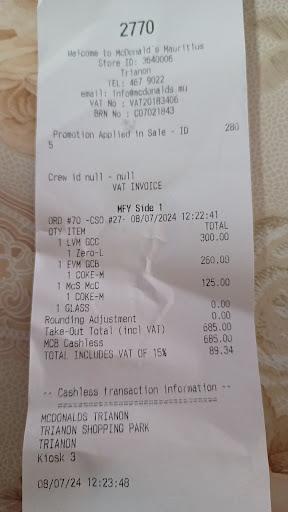 2770
Welcome to McDonald's Mauritius
Store ID: 3640006
Trianon
TEL: 467 9022
email: info@mcdonalds.mu
VAT No : VAT20183406
BRN No : C07021843
Promotion Applied in Sale - ID 280
5
Crew id null - null
VAT INVOICE
MFY Side 1
ORD #70 -CSO #27- 08/07/2024 12:22:41
QTY ITEM TOTAL
1 LVM GCC 300.00
1 Zero-L
1 EVM GCB 260.00
1 COKE-M
1 McS McC 125.00
1 COKE-M
1 GLASS 0.00
Rounding Adjustment 0.00
Take-Out Total (incl VAT) 685.00
MCB Cashless 685.00
TOTAL INCLUDES VAT OF 15% 89.34
-- Cashless transaction information --
MCDONALDS TRIANON
TRIANON SHOPPING PARK
TRIANON
Kiosk 3
08/07/24 12:23:48